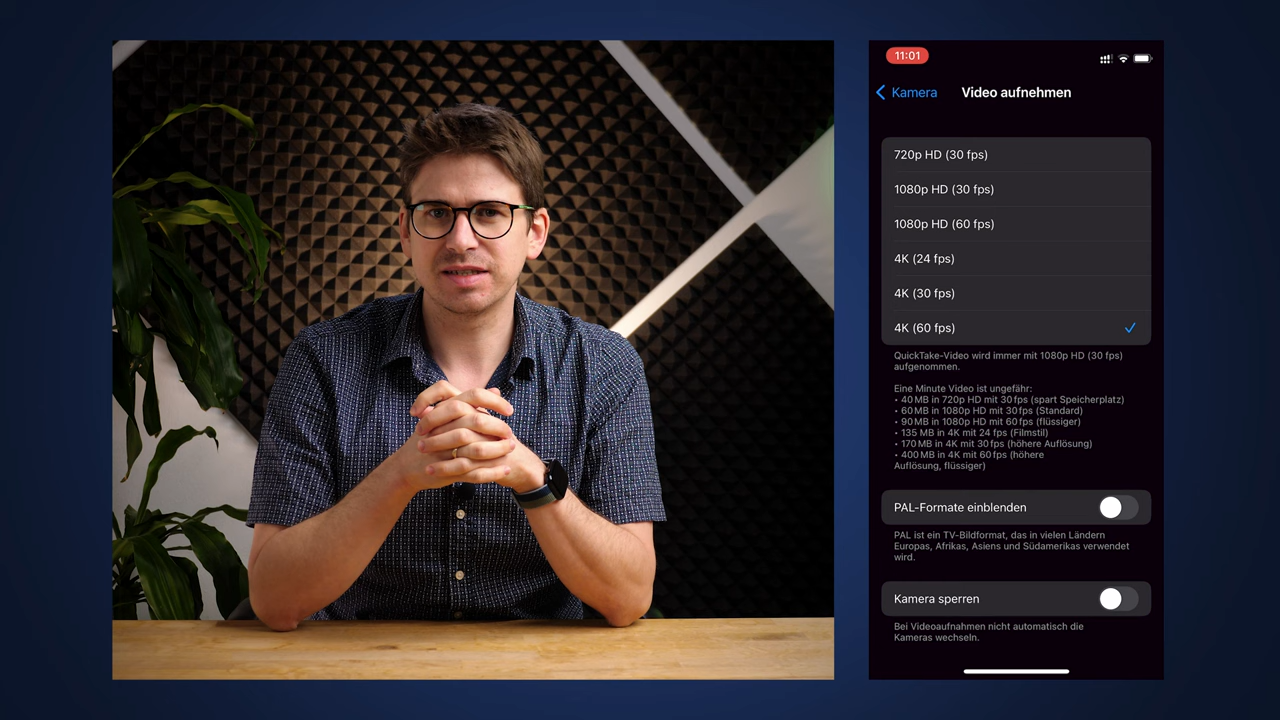 11:01
Kamera
Video aufnehmen
720p HD (30 fps)
1080p HD (30 fps)
1080p HD (60 fps)
4K (24 fps)
4K (30 fps)
4K (60 fps)
QuickTake-Video wird immer mit 1080p HD (30 fps)
aufgenommen.
Eine Minute Video ist ungefähr:
• 40 MB in 720p HD mit 30 fps (spart Speicherplatz)
• 60 MB in 1080p HD mit 30 fps (Standard)
• 90 MB in 1080p HD mit 60 fps (flüssiger)
• 135 MB in 4K mit 24 fps (Filmstil)
• 170 MB in 4K mit 30 fps (höhere Auflösung)
• 400 MB in 4K mit 60 fps (höhere
Auflösung, flüssiger)
PAL-Formate einblenden
PAL ist ein TV-Bildformat, das in vielen Ländern
Europas, Afrikas, Asiens und Südamerikas verwendet
wird.
Kamera sperren
Bei Videoaufnahmen nicht automatisch die
Kameras wechseln.